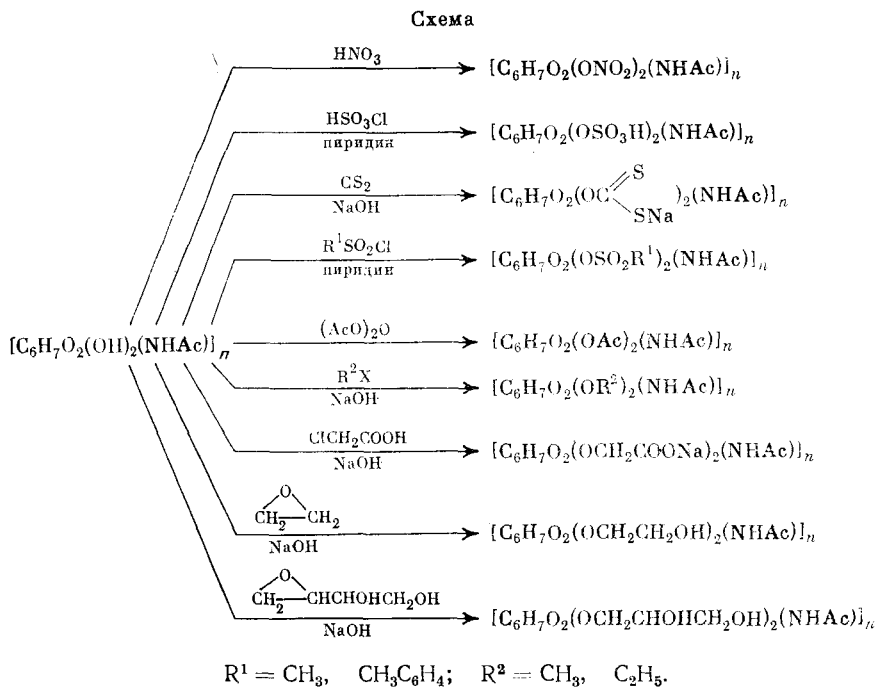 Схема
HNO₃
[C₆H₇O₂(ONO₂)₂(NHAc)]ₙ
HSO₃Cl
пиридин
[C₆H₇O₂(OSO₃H)₂(NHAc)]ₙ
CS₂
NaOH
[C₆H₇O₂(OC
S
SNa
)₂(NHAc)]ₙ
R¹SO₂Cl
пиридин
[C₆H₇O₂(OSO₂R¹)₂(NHAc)]ₙ
[C₆H₇O₂(OH)₂(NHAc)]ₙ
(AcO)₂O
[C₆H₇O₂(OAc)₂(NHAc)]ₙ
R²X
NaOH
[C₆H₇O₂(OR²)₂(NHAc)]ₙ
ClCH₂COOH
NaOH
[C₆H₇O₂(OCH₂COONa)₂(NHAc)]ₙ
O
CH₂ CH₂
NaOH
[C₆H₇O₂(OCH₂CH₂OH)₂(NHAc)]ₙ
O
CH₂ CHCHOHCH₂OH
NaOH
[C₆H₇O₂(OCH₂CHOHCH₂OH)₂(NHAc)]ₙ
R¹ = CH₃, CH₃C₆H₄; R² = CH₃, C₂H₅.